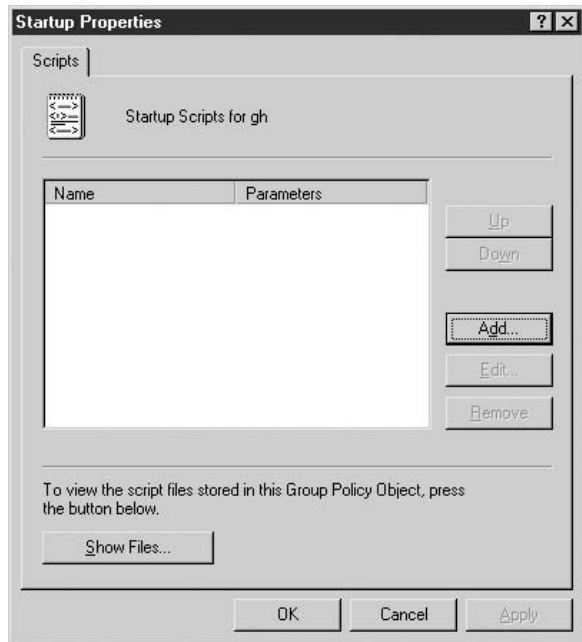 Startup Properties
Scripts
Startup Scripts for gh
Name Parameters
Up
Down
Add...
Edit...
Remove
To view the script files stored in this Group Policy Object, press
the button below.
Show Files...
OK Cancel Apply